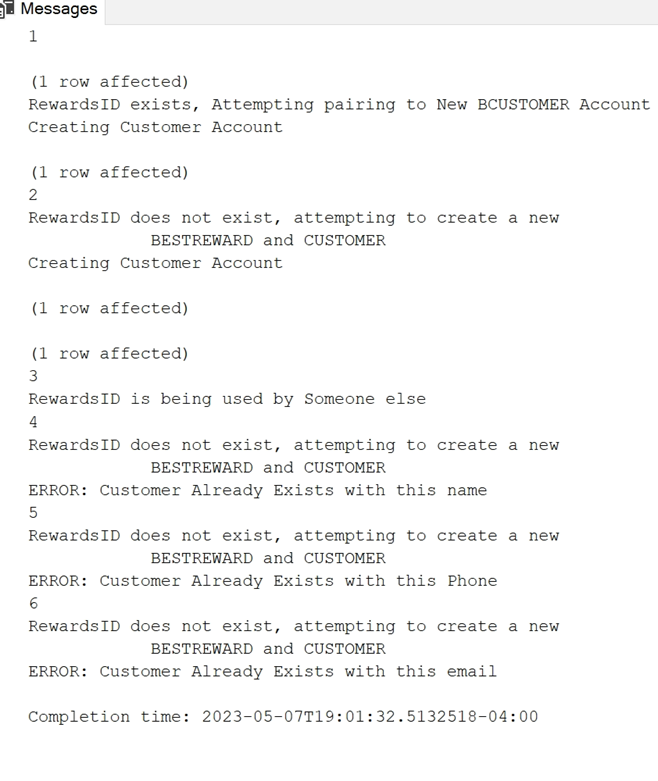 Messages
1
(1 row affected)
RewardsID exists, Attempting pairing to New BCUSTOMER Account
Creating Customer Account
(1 row affected)
2
RewardsID does not exist, attempting to create a new
BESTREWARD and CUSTOMER
Creating Customer Account
(1 row affected)
(1 row affected)
3
RewardsID is being used by Someone else
4
RewardsID does not exist, attempting to create a new
BESTREWARD and CUSTOMER
ERROR: Customer Already Exists with this name
5
RewardsID does not exist, attempting to create a new
BESTREWARD and CUSTOMER
ERROR: Customer Already Exists with this Phone
6
RewardsID does not exist, attempting to create a new
BESTREWARD and CUSTOMER
ERROR: Customer Already Exists with this email
Completion time: 2023-05-07T19:01:32.5132518-04:00